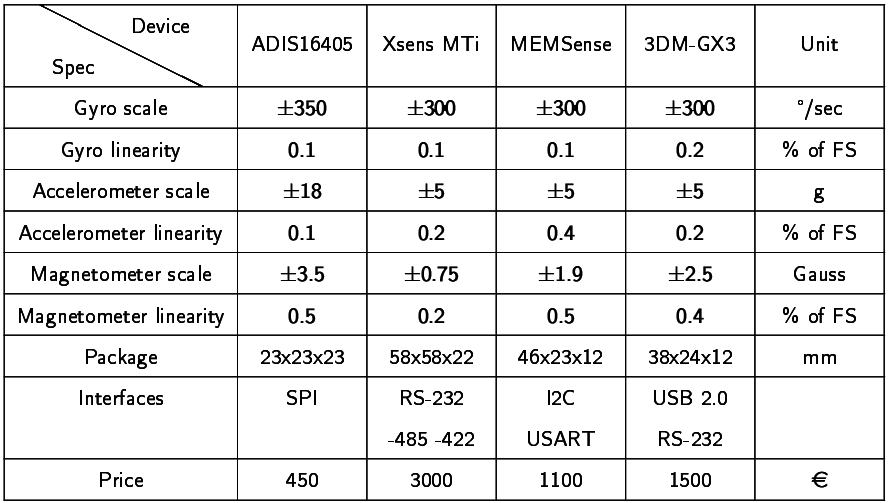 Device
Spec
ADIS16405 Xsens MTi MEMSense 3DM-GX3 Unit
Gyro scale ±350 ±300 ±300 ±300 °/sec
Gyro linearity 0.1 0.1 0.1 0.2 % of FS
Accelerometer scale ±18 ±5 ±5 ±5 g
Accelerometer linearity 0.1 0.2 0.4 0.2 % of FS
Magnetometer scale ±3.5 ±0.75 ±1.9 ±2.5 Gauss
Magnetometer linearity 0.5 0.2 0.5 0.4 % of FS
Package 23x23x23 58x58x22 46x23x12 38x24x12 mm
Interfaces SPI RS-232 I2C USB 2.0
-485 -422 USART RS-232
Price 450 3000 1100 1500 €